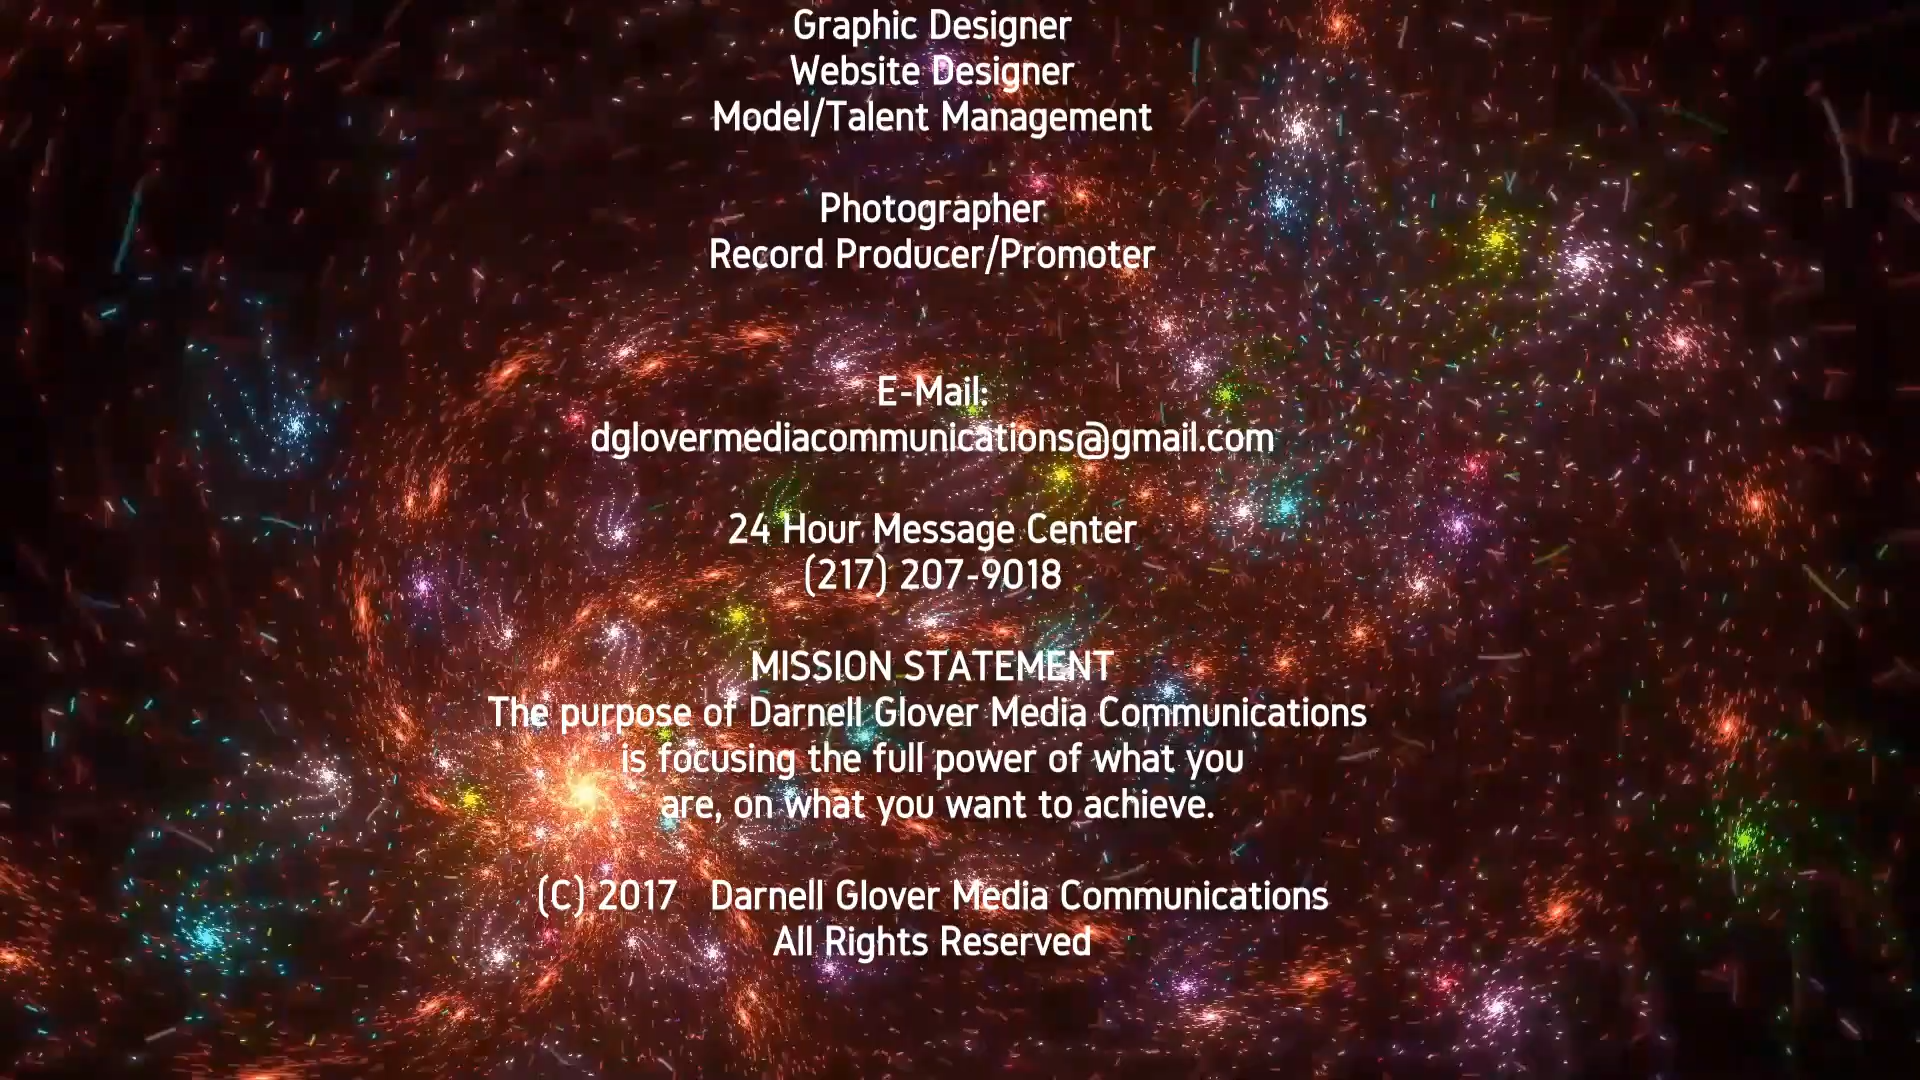 Graphic Designer
Website Designer
Model/Talent Management
Photographer
Record Producer/Promoter
E-Mail:
dglovermediacommunications@gmail.com
24 Hour Message Center
(217) 207-9018
MISSION STATEMENT
The purpose of Darnell Glover Media Communications
is focusing the full power of what you
are, on what you want to achieve.
(C) 2017 Darnell Glover Media Communications
All Rights Reserved